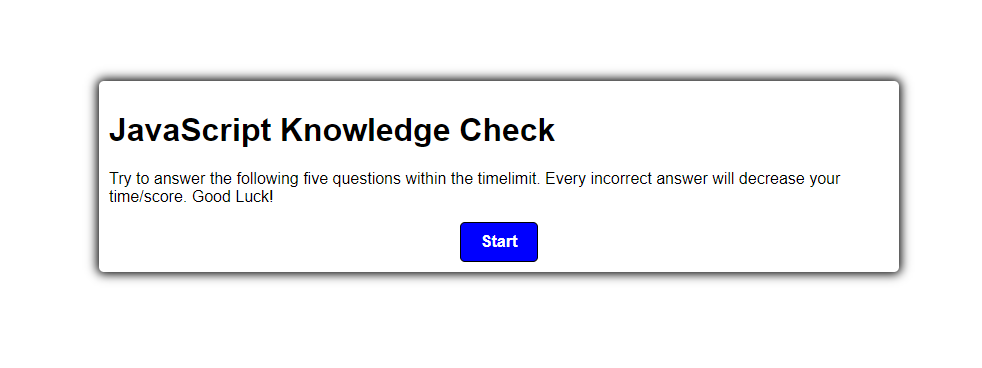 JavaScript Knowledge Check
Try to answer the following five questions within the timelimit. Every incorrect answer will decrease your
time/score. Good Luck!
Start